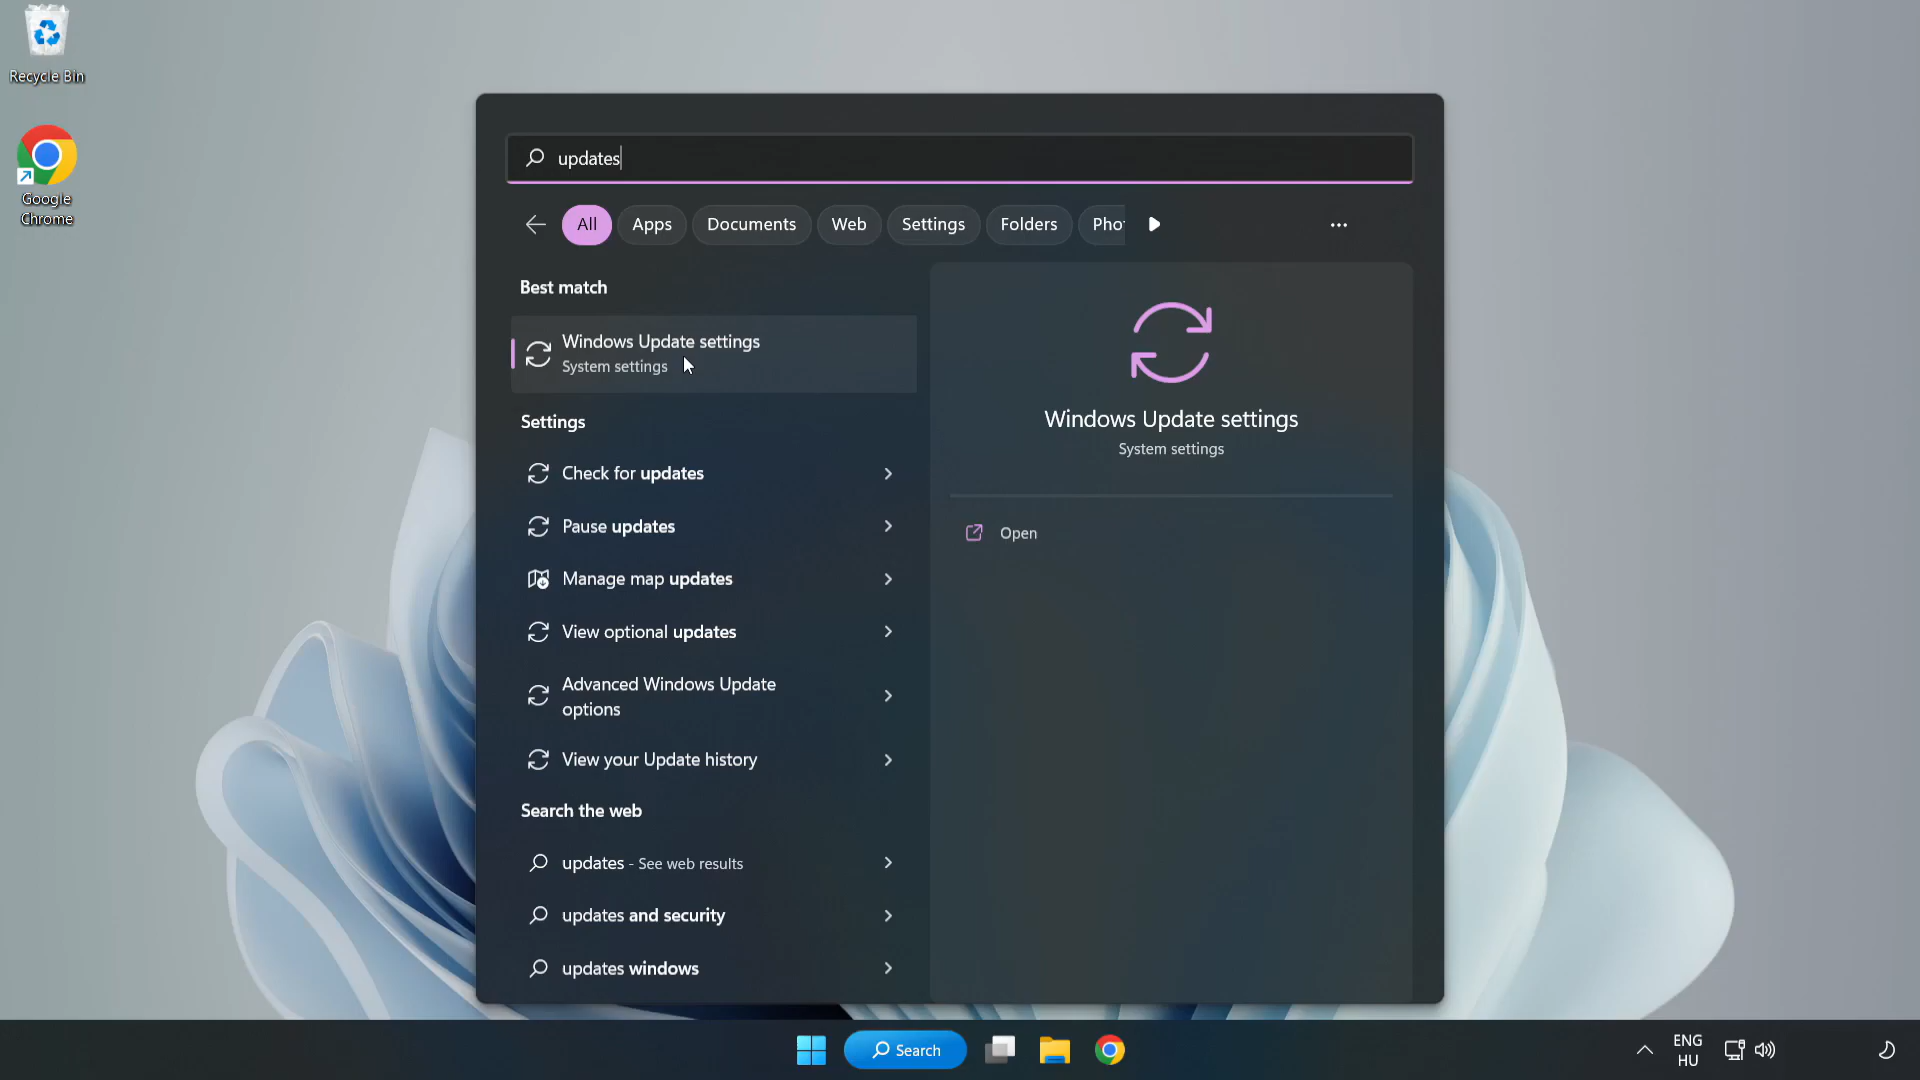 Recycle Bin
Google
Chrome
updates
All
Apps
Documents
Web
Settings
Folders
Pho
Best match
Windows Update settings
System settings
Settings
Check for updates
Pause updates
Manage map updates
View optional updates
Advanced Windows Update
options
View your Update history
Search the web
updates - See web results
updates and security
updates windows
Windows Update settings
System settings
Open
Search
ENG
HU